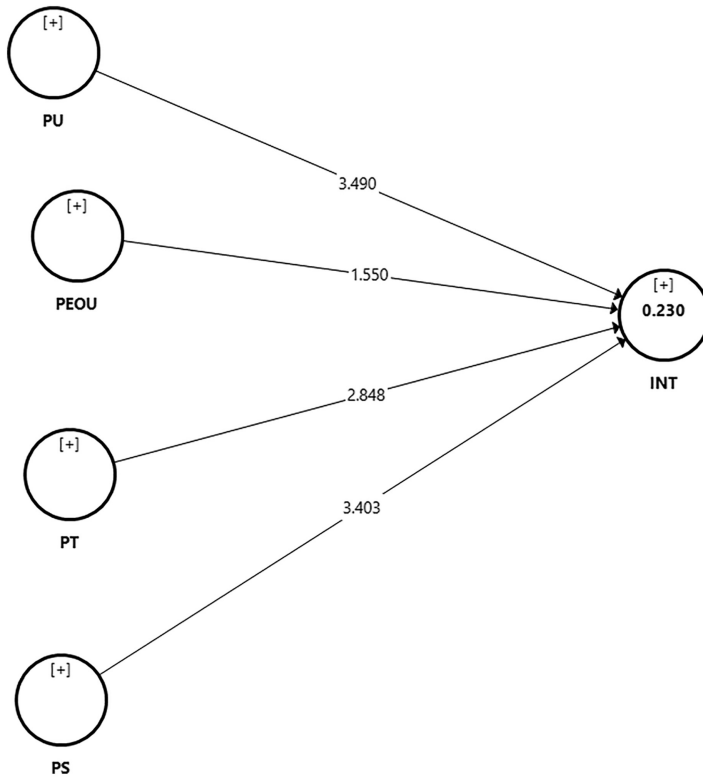 [+]
PU
3.490
[+]
PEOU
1.550
[+]
0.230
INT
2.848
[+]
PT
3.403
[+]
PS